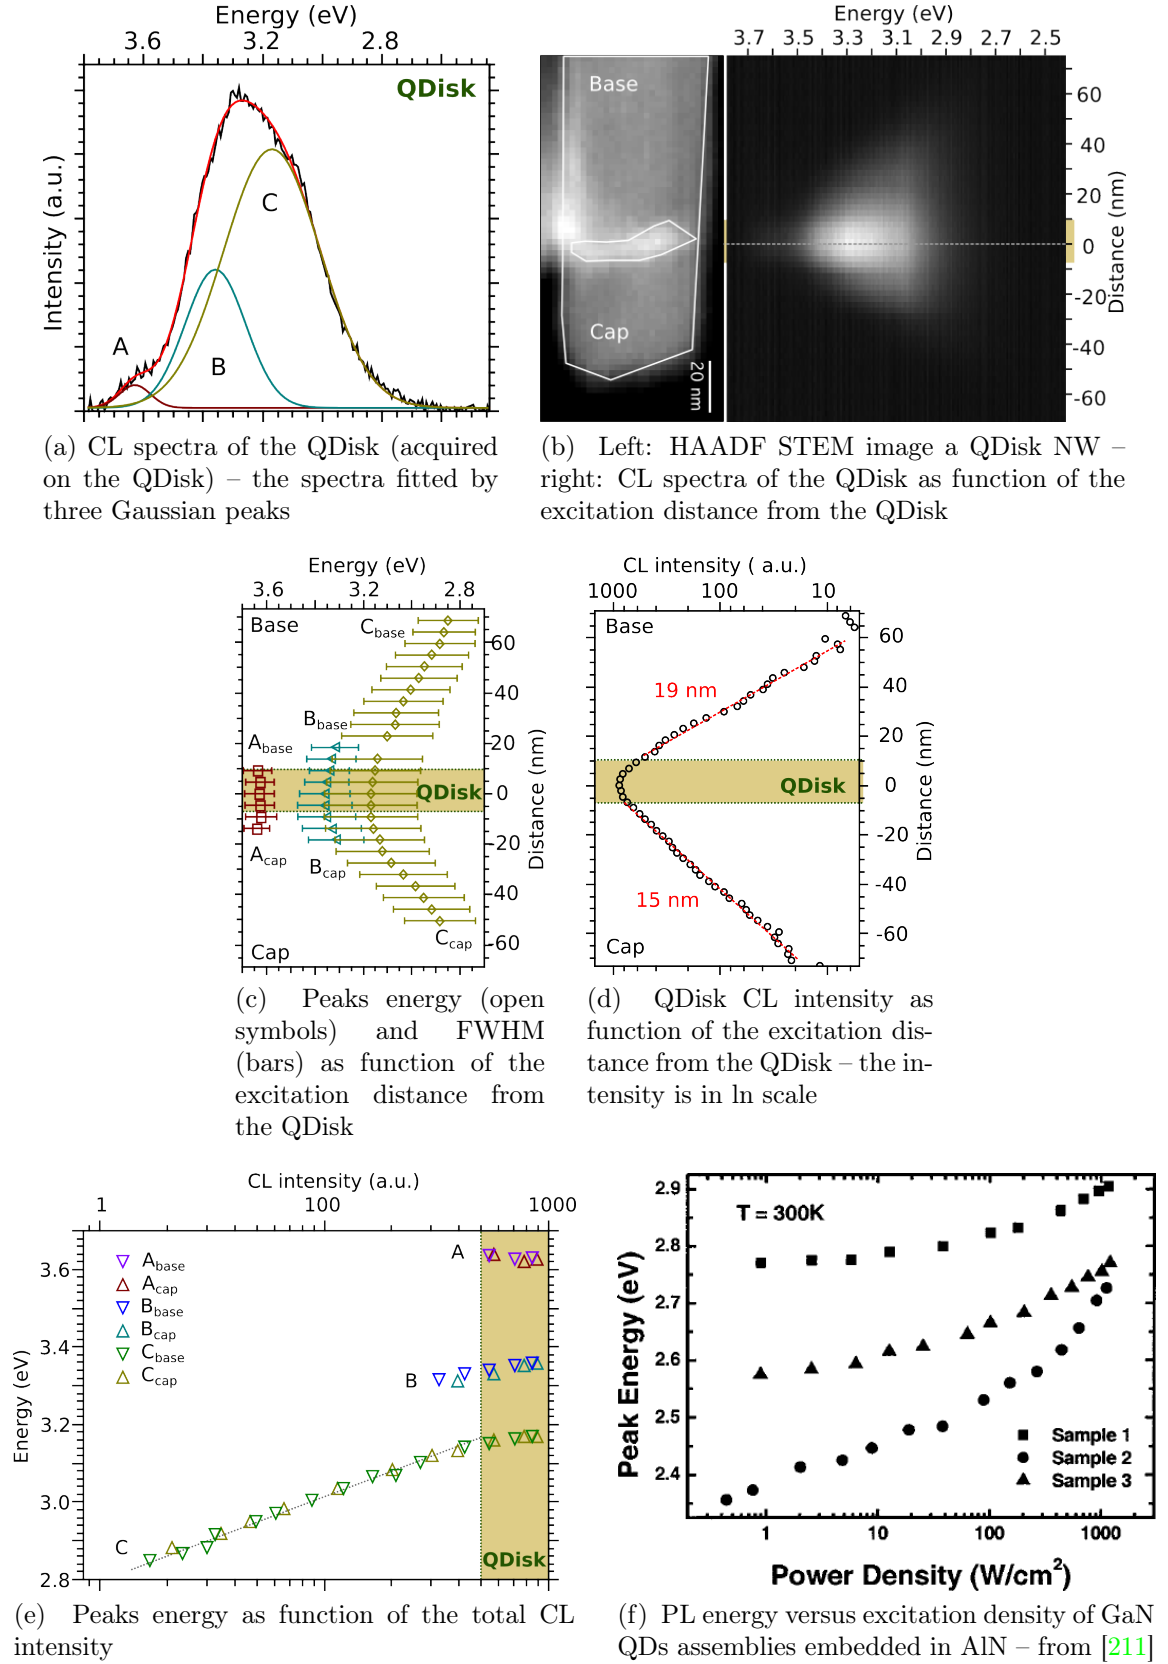 Energy (eV)
3.6 3.2 2.8
QDisk
Intensity (a.u.)
A
B
C
(a) CL spectra of the QDisk (acquired
on the QDisk) – the spectra fitted by
three Gaussian peaks
Energy (eV)
3.7 3.5 3.3 3.1 2.9 2.7 2.5
Base
Cap
20 nm
60
40
20
0
-20
-40
-60
Distance (nm)
(b) Left: HAADF STEM image a QDisk NW –
right: CL spectra of the QDisk as function of the
excitation distance from the QDisk
Energy (eV)
3.6 3.2 2.8
Base
Cbase
Bbase
Abase
QDisk
Acap
Bcap
Ccap
Cap
60
40
20
0
-20
-40
-60
Distance (nm)
(c) Peaks energy (open
symbols) and FWHM
(bars) as function of the
excitation distance from
the QDisk
CL intensity ( a.u.)
1000 100 10
Base
19 nm
QDisk
15 nm
Cap
60
40
20
0
-20
-40
-60
Distance (nm)
(d) QDisk CL intensity as
function of the excitation dis-
tance from the QDisk – the in-
tensity is in ln scale
CL intensity (a.u.)
1 100 1000
Energy (eV)
3.6
3.4
3.2
3.0
2.8
Abase
Acap
Bbase
Bcap
Cbase
Ccap
A
B
C
QDisk
(e) Peaks energy as function of the total CL
intensity
T = 300K
Peak Energy (eV)
2.9
2.8
2.7
2.6
2.5
2.4
Sample 1
Sample 2
Sample 3
1 10 100 1000
Power Density (W/cm²)
(f) PL energy versus excitation density of GaN
QDs assemblies embedded in AlN – from [211]